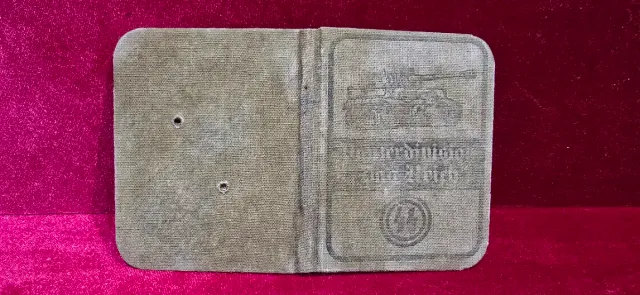 Panzerdivision
Das Reich